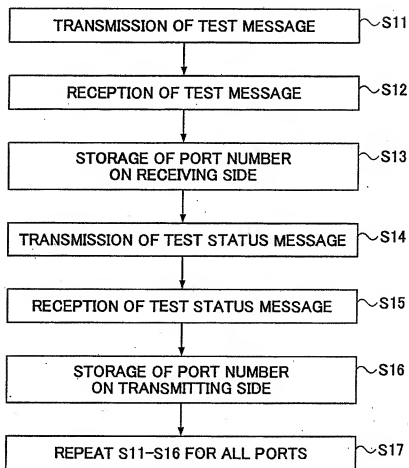 TRANSMISSION OF TEST MESSAGE S11
RECEPTION OF TEST MESSAGE S12
STORAGE OF PORT NUMBER
ON RECEIVING SIDE S13
TRANSMISSION OF TEST STATUS MESSAGE S14
RECEPTION OF TEST STATUS MESSAGE S15
STORAGE OF PORT NUMBER
ON TRANSMITTING SIDE S16
REPEAT S11-S16 FOR ALL PORTS S17